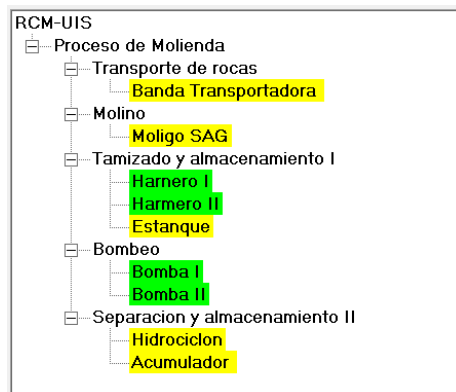 RCM-UIS
Proceso de Molienda
Transporte de rocas
Banda Transportadora
Molino
Moligo SAG
Tamizado y almacenamiento I
Harnero I
Harmero II
Estanque
Bombeo
Bomba I
Bomba II
Separacion y almacenamiento II
Hidrociclon
Acumulador